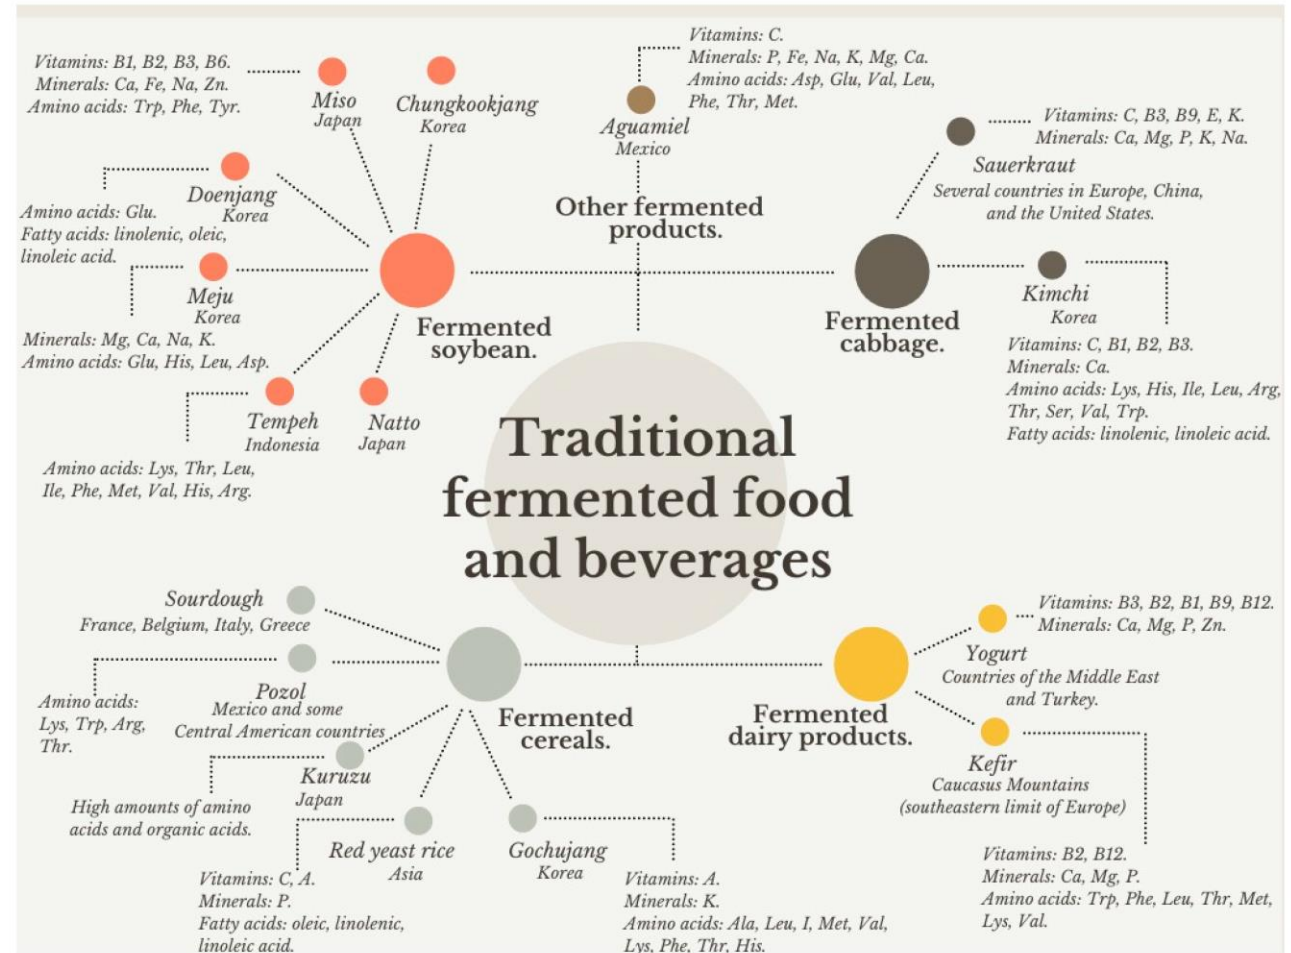 Vitamins: B1, B2, B3, B6.
Minerals: Ca, Fe, Na, Zn.
Amino acids: Trp, Phe, Tyr.
Miso
Japan
Chungkookjang
Korea
Doenjang
Korea
Amino acids: Glu.
Fatty acids: linolenic, oleic,
linoleic acid.
Meju
Korea
Minerals: Mg, Ca, Na, K.
Amino acids: Glu, His, Leu, Asp.
Tempeh
Indonesia
Amino acids: Lys, Thr, Leu,
Ile, Phe, Met, Val, His, Arg.
Natto
Japan
Fermented
soybean.
Vitamins: C.
Minerals: P, Fe, Na, K, Mg, Ca.
Amino acids: Asp, Glu, Val, Leu,
Phe, Thr, Met.
Aguamiel
Mexico
Other fermented
products.
Vitamins: C, B3, B9, E, K.
Minerals: Ca, Mg, P, K, Na.
Sauerkraut
Several countries in Europe, China,
and the United States.
Kimchi
Korea
Vitamins: C, B1, B2, B3.
Minerals: Ca.
Amino acids: Lys, His, Ile, Leu, Arg,
Thr, Ser, Val, Trp.
Fatty acids: linolenic, linoleic acid.
Fermented
cabbage.
Traditional
fermented food
and beverages
Sourdough
France, Belgium, Italy, Greece
Pozol
Mexico and some
Central American countries
Amino acids:
Lys, Trp, Arg,
Thr.
Kuruzu
Japan
High amounts of amino
acids and organic acids.
Red yeast rice
Asia
Vitamins: C, A.
Minerals: P.
Fatty acids: oleic, linolenic,
linoleic acid.
Gochujang
Korea
Vitamins: A.
Minerals: K.
Amino acids: Ala, Leu, I, Met, Val,
Lys, Phe, Thr, His.
Fermented
cereals.
Fermented
dairy products.
Vitamins: B3, B2, B1, B9, B12.
Minerals: Ca, Mg, P, Zn.
Yogurt
Countries of the Middle East
and Turkey.
Kefir
Caucasus Mountains
(southeastern limit of Europe)
Vitamins: B2, B12.
Minerals: Ca, Mg, P.
Amino acids: Trp, Phe, Leu, Thr, Met,
Lys, Val.